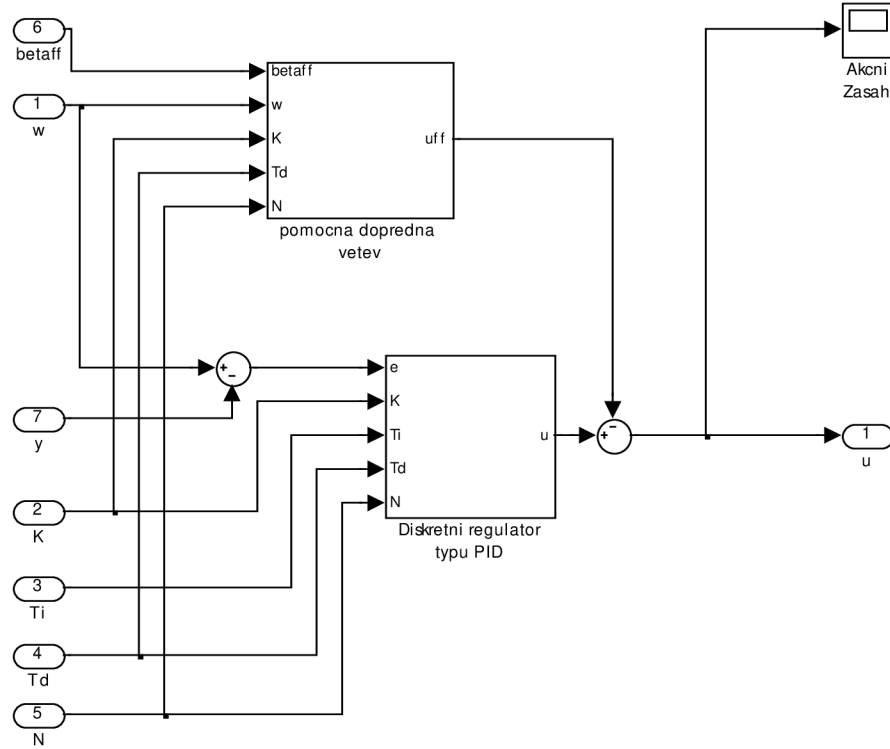 6
betaff
1
w
betaff
w
K
Td
N
uff
pomocna dopredna
vetev
Akcni
Zasah
+
−
7
y
e
K
Ti
Td
N
u
Diskretni regulator
typu PID
−
+
1
u
2
K
3
Ti
4
Td
5
N